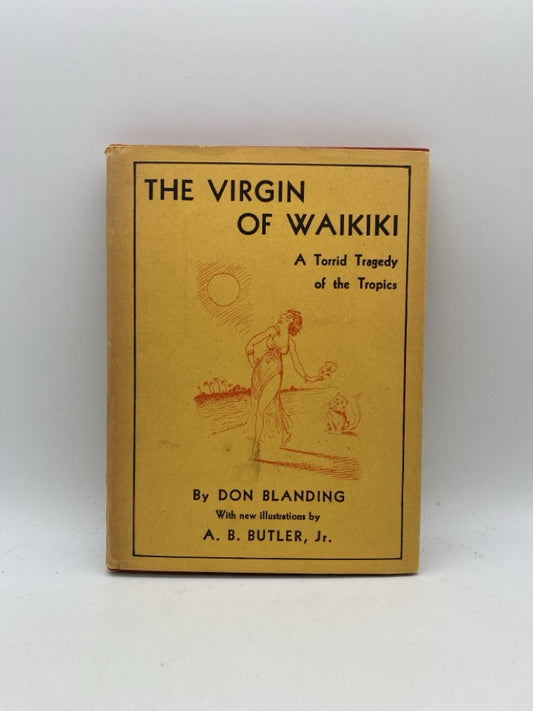 THE VIRGIN
OF WAIKIKI
A Torrid Tragedy
of the Tropics
By DON BLANDING
With new illustrations by
A. B. BUTLER, Jr.